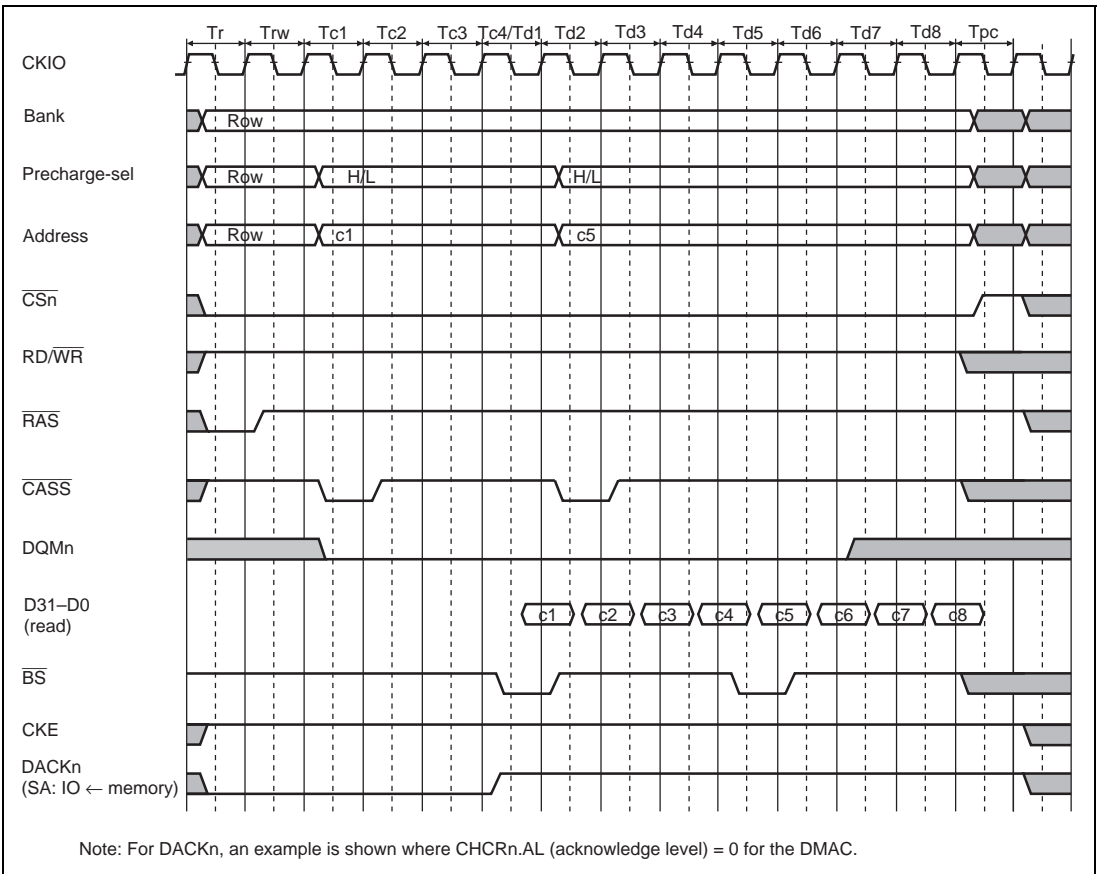 Tr Trw Tc1 Tc2 Tc3 Tc4/Td1 Td2 Td3 Td4 Td5 Td6 Td7 Td8 Tpc
CKIO
Bank
Row
Precharge-sel
Row H/L H/L
Address
Row c1 c5
CSn
RD/WR
RAS
CASS
DQMn
D31–D0
(read)
c1 c2 c3 c4 c5 c6 c7 c8
BS
CKE
DACKn
(SA: IO ← memory)
Note: For DACKn, an example is shown where CHCRn.AL (acknowledge level) = 0 for the DMAC.